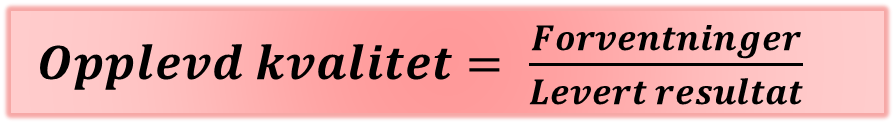 Opplevd kvalitet = Forventninger / Levert resultat